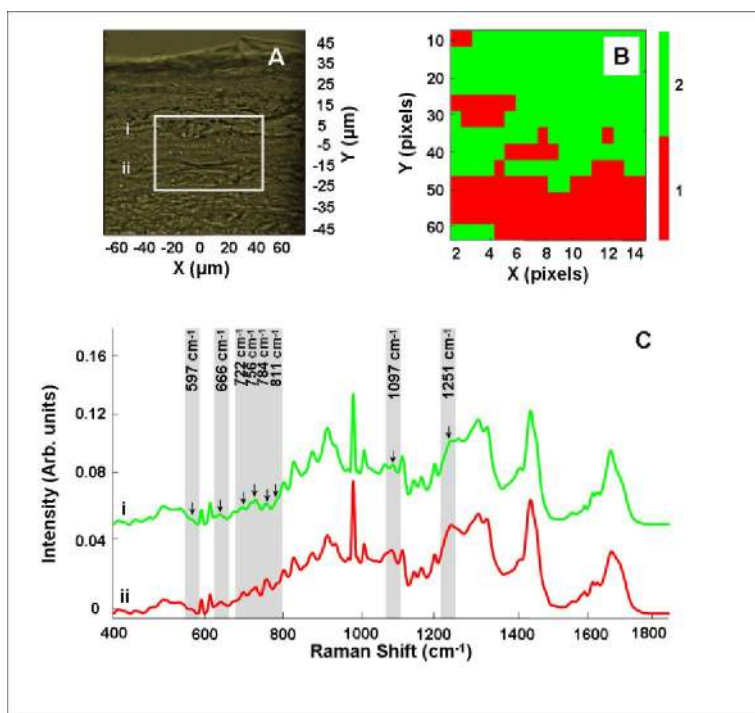 A
i
ii
45
35
25
15
5
-5
-15
-25
-35
-45
Y (µm)
-60 -40 -20 0 20 40 60
X (µm)
B
10
20
30
40
50
60
Y (pixels)
2 4 6 8 10 12 14
X (pixels)
2
1
C
597 cm-1
666 cm-1
722 cm-1
756 cm-1
784 cm-1
811 cm-1
1097 cm-1
1251 cm-1
0.16
0.12
0.08
0.04
0
Intensity (Arb. units)
i
ii
400 600 800 1000 1200 1400 1600 1800
Raman Shift (cm-1)